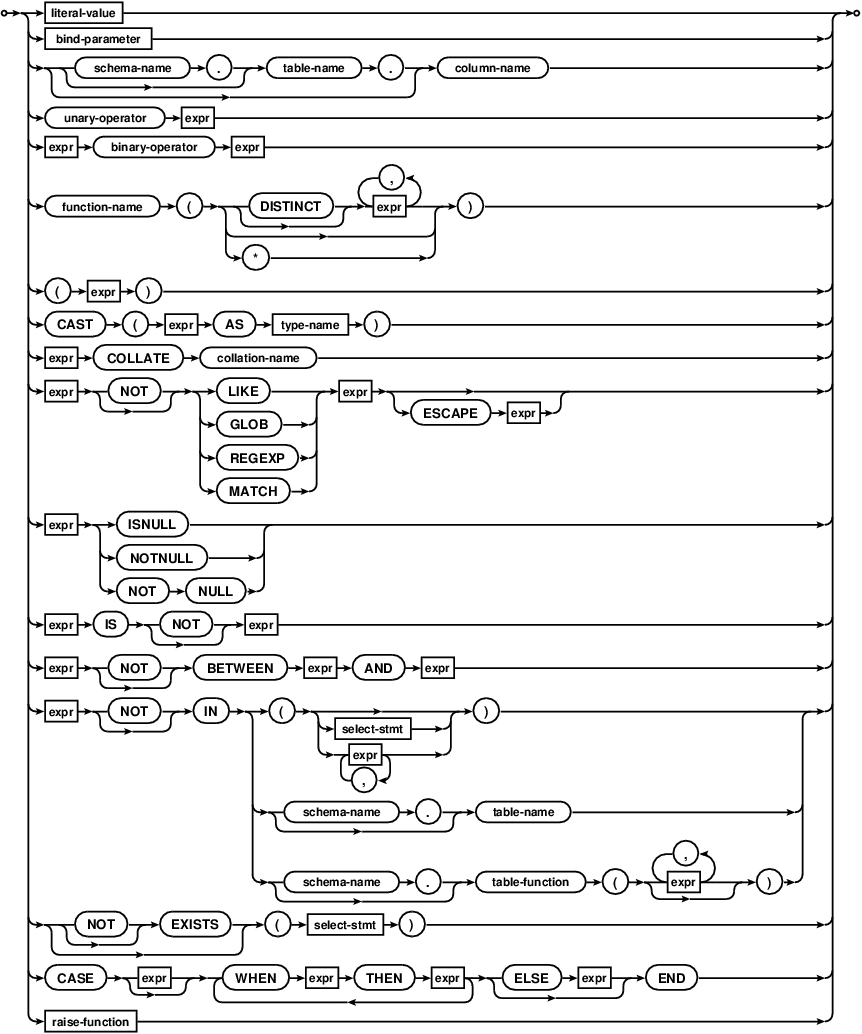 literal-value
bind-parameter
schema-name . table-name . column-name
unary-operator expr
expr binary-operator expr
,
function-name ( DISTINCT expr )
*
( expr )
CAST ( expr AS type-name )
expr COLLATE collation-name
expr NOT LIKE expr
GLOB ESCAPE expr
REGEXP
MATCH
expr ISNULL
NOTNULL
NOT NULL
expr IS NOT expr
expr NOT BETWEEN expr AND expr
expr NOT IN ( )
select-stmt
expr
,
schema-name . table-name
,
schema-name . table-function ( expr )
NOT EXISTS ( select-stmt )
CASE expr WHEN expr THEN expr ELSE expr END
raise-function